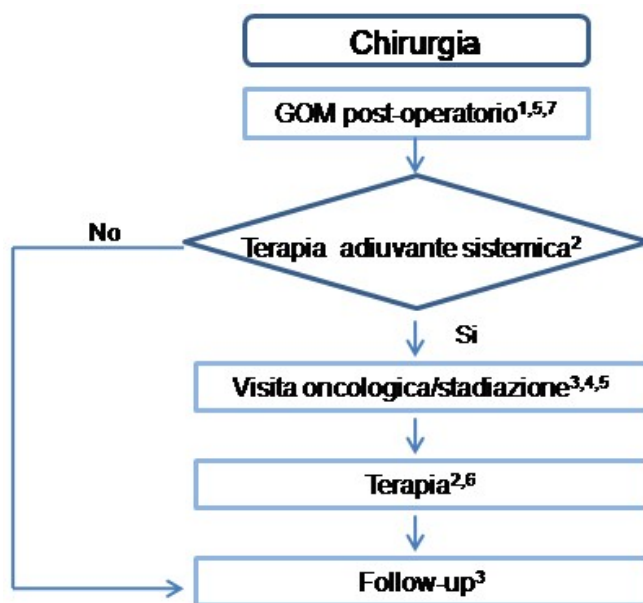 Chirurgia
GOM post-operatorio1,5,7
No
Terapia adiuvante sistemica2
Si
Visita oncologica/stadiazione3,4,5
Terapia2,6
Follow-up3